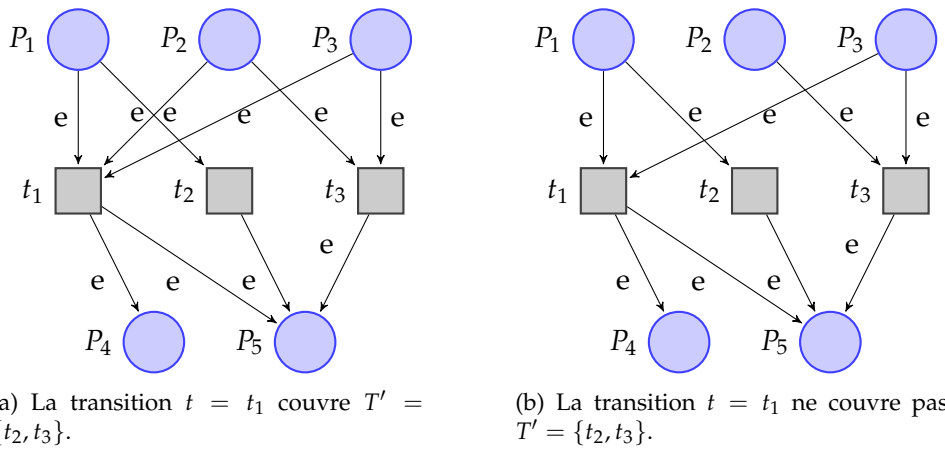 P1 P2 P3 P1 P2 P3
e e e e e e e e e e e
t1 t2 t3 t1 t2 t3
e e
e e e e
P4 P5 P4 P5
a) La transition t = t1 couvre T′ = (b) La transition t = t1 ne couvre pas
{t2, t3}. T′ = {t2, t3}.